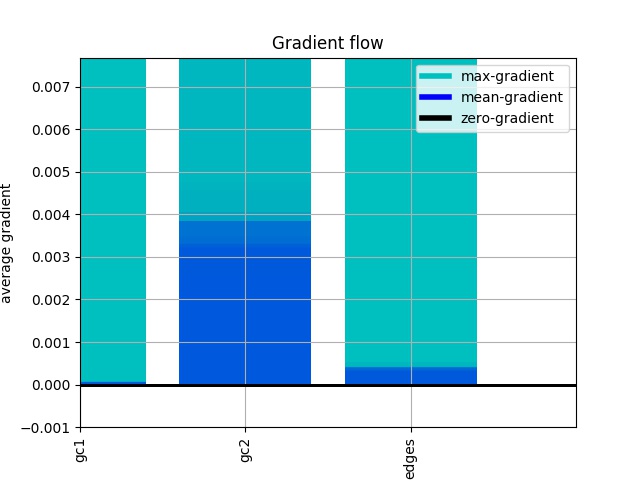 Gradient flow
max-gradient
mean-gradient
zero-gradient
average gradient
0.007
0.006
0.005
0.004
0.003
0.002
0.001
0.000
−0.001
gc1
gc2
edges